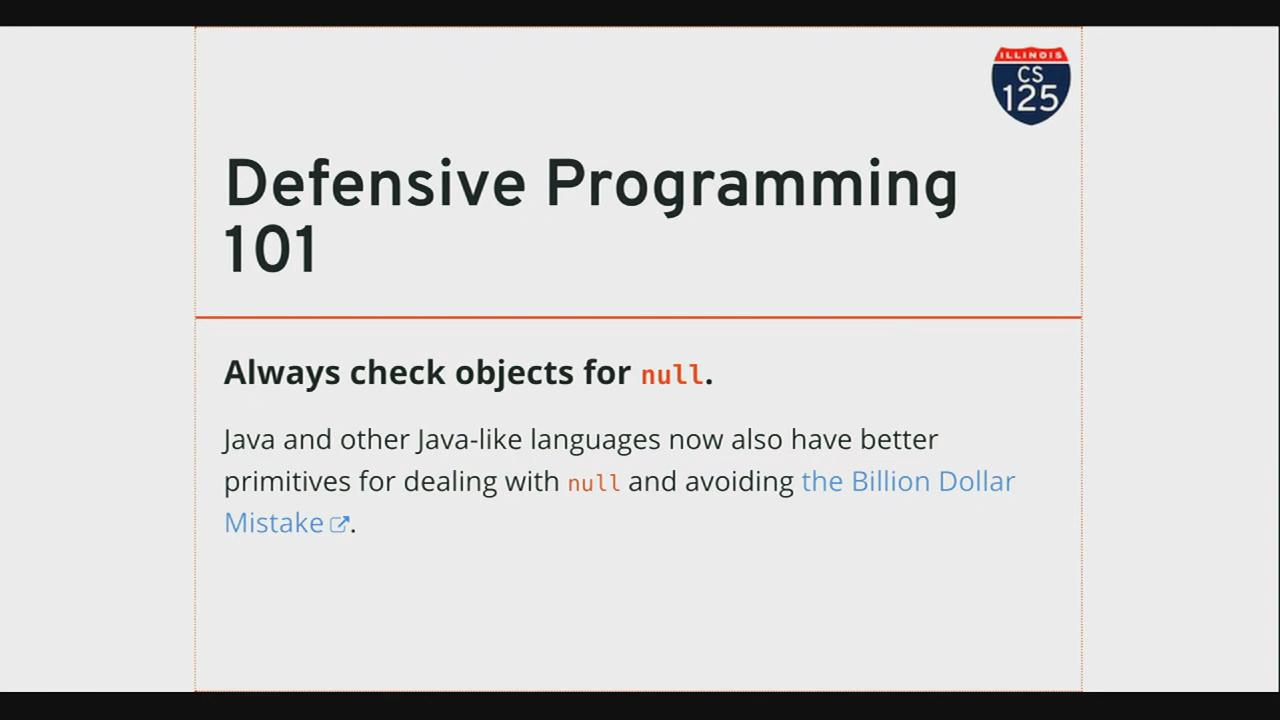 ILLINOIS
CS
125
Defensive Programming
101
Always check objects for null.
Java and other Java-like languages now also have better
primitives for dealing with null and avoiding the Billion Dollar
Mistake.